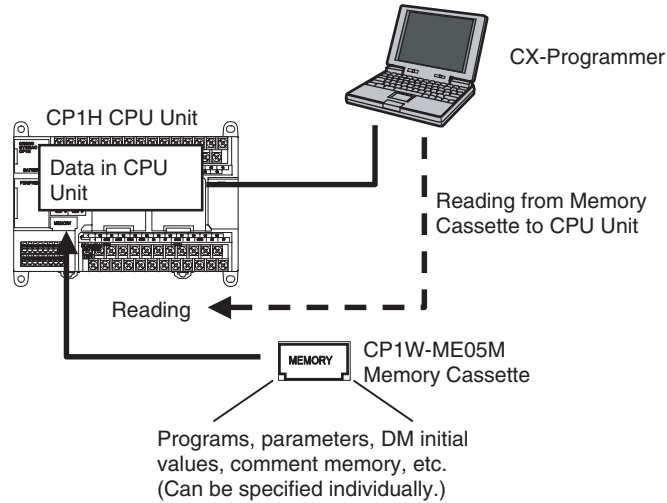 CX-Programmer
CP1H CPU Unit
Data in CPU
Unit
MEMORY
Reading from Memory
Cassette to CPU Unit
Reading
MEMORY
CP1W-ME05M
Memory Cassette
Programs, parameters, DM initial
values, comment memory, etc.
(Can be specified individually.)